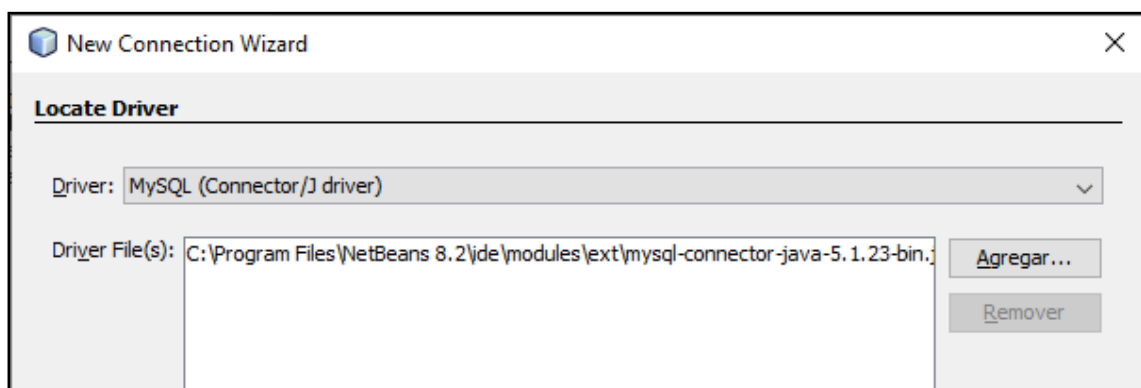 New Connection Wizard
Locate Driver
Driver: MySQL (Connector/J driver)
Driver File(s): C:\Program Files\NetBeans 8.2\ide\modules\ext\mysql-connector-java-5.1.23-bin.j
Agregar...
Remover